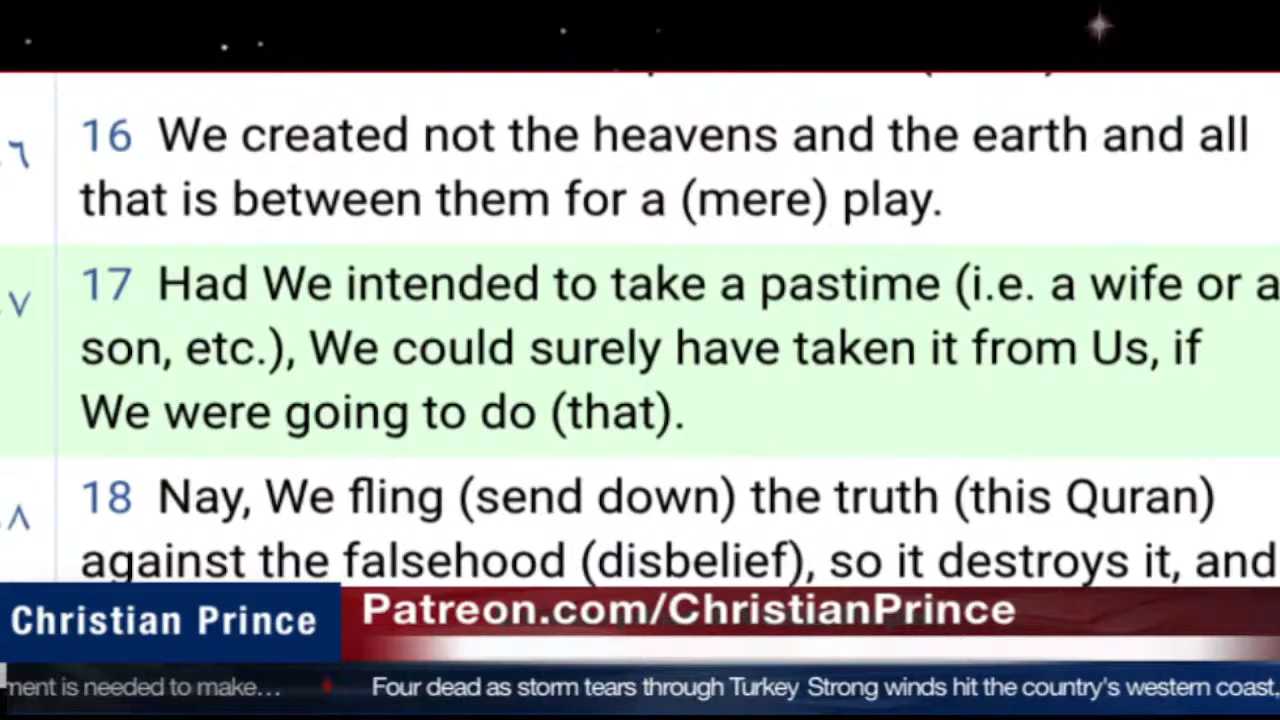 16 We created not the heavens and the earth and all
that is between them for a (mere) play.
17 Had We intended to take a pastime (i.e. a wife or a
son, etc.), We could surely have taken it from Us, if
We were going to do (that).
18 Nay, We fling (send down) the truth (this Quran)
against the falsehood (disbelief), so it destroys it, and
Christian Prince
Patreon.com/ChristianPrince
ment is needed to make... Four dead as storm tears through Turkey Strong winds hit the country's western coast.